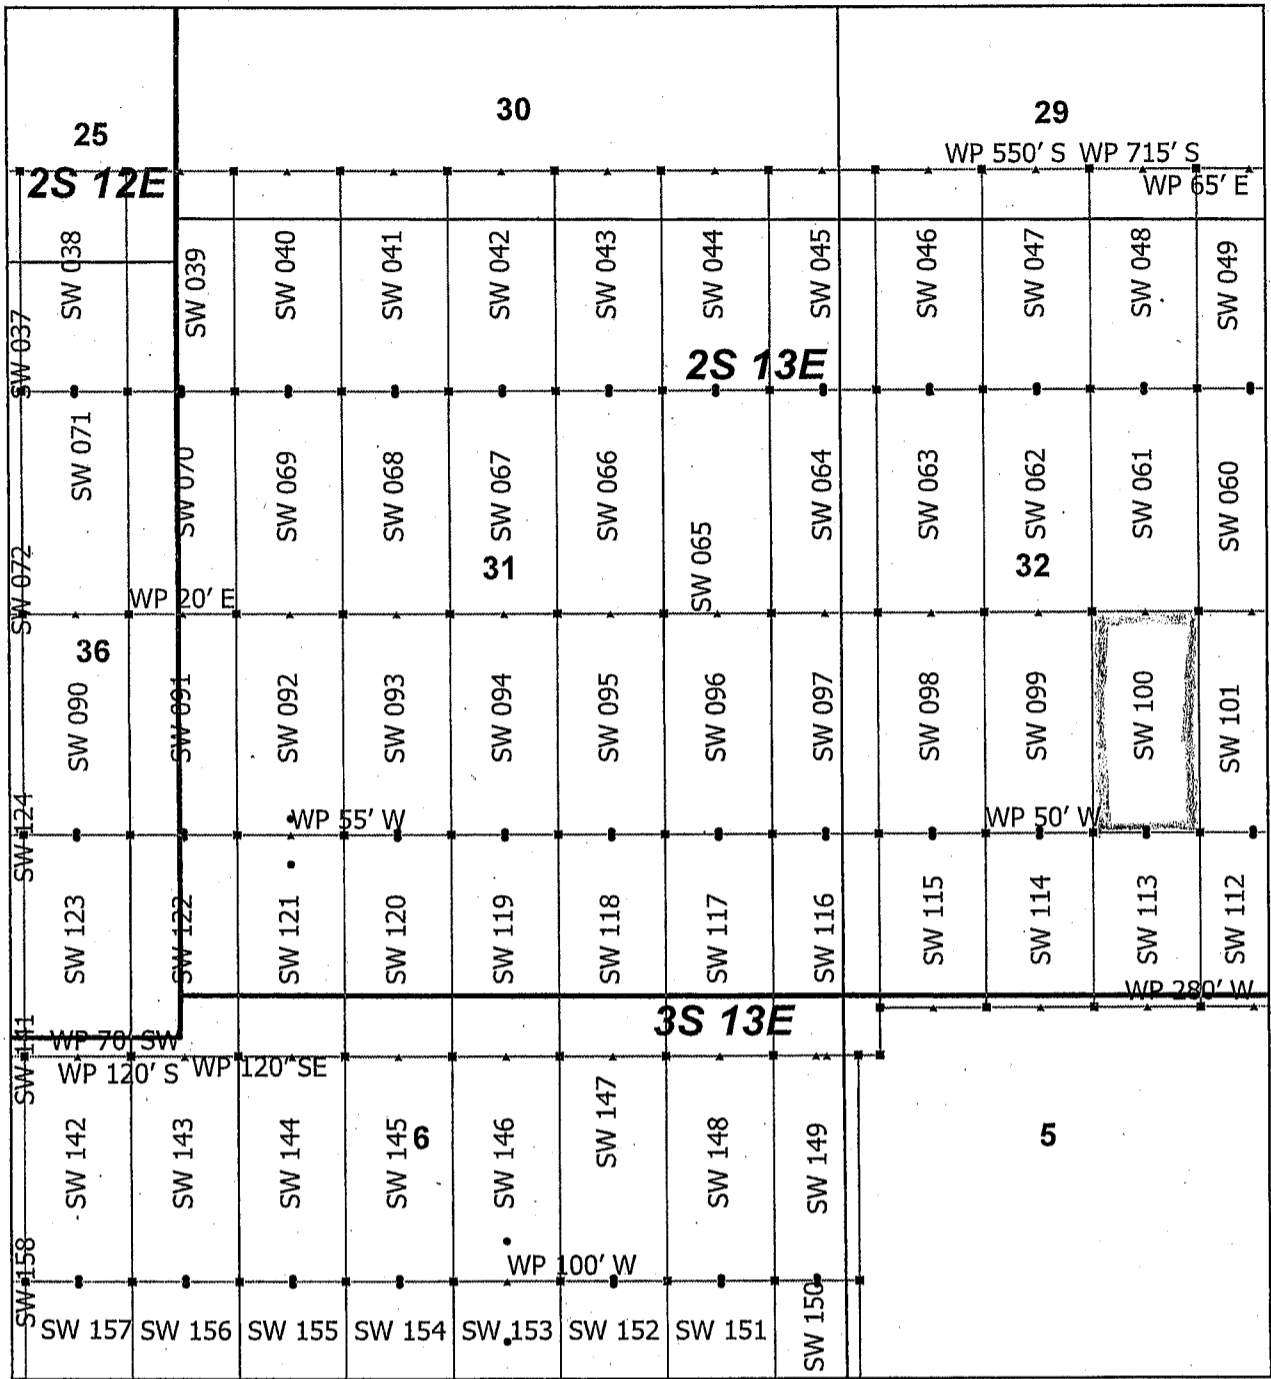 30
29
25
WP 550' S WP 715' S
2S 12E
WP 65' E
SW 038
SW 039
SW 040
SW 041
SW 042
SW 043
SW 044
SW 045
SW 046
SW 047
SW 048
SW 049
SW 037
2S 13E
SW 071
SW 070
SW 069
SW 068
SW 067
SW 066
SW 065
SW 064
SW 063
SW 062
SW 061
SW 060
31
32
SW 072
WP 20' E
36
SW 090
SW 091
SW 092
SW 093
SW 094
SW 095
SW 096
SW 097
SW 098
SW 099
SW 100
SW 101
SW 124
WP 55' W
WP 50' W
SW 123
SW 122
SW 121
SW 120
SW 119
SW 118
SW 117
SW 116
SW 115
SW 114
SW 113
SW 112
WP 280' W
3S 13E
SW 141
WP 70' SW
WP 120' S
WP 120' SE
SW 142
SW 143
SW 144
SW 145
6
SW 146
SW 147
SW 148
SW 149
5
SW 158
WP 100' W
SW 157
SW 156
SW 155
SW 154
SW 153
SW 152
SW 151
SW 150